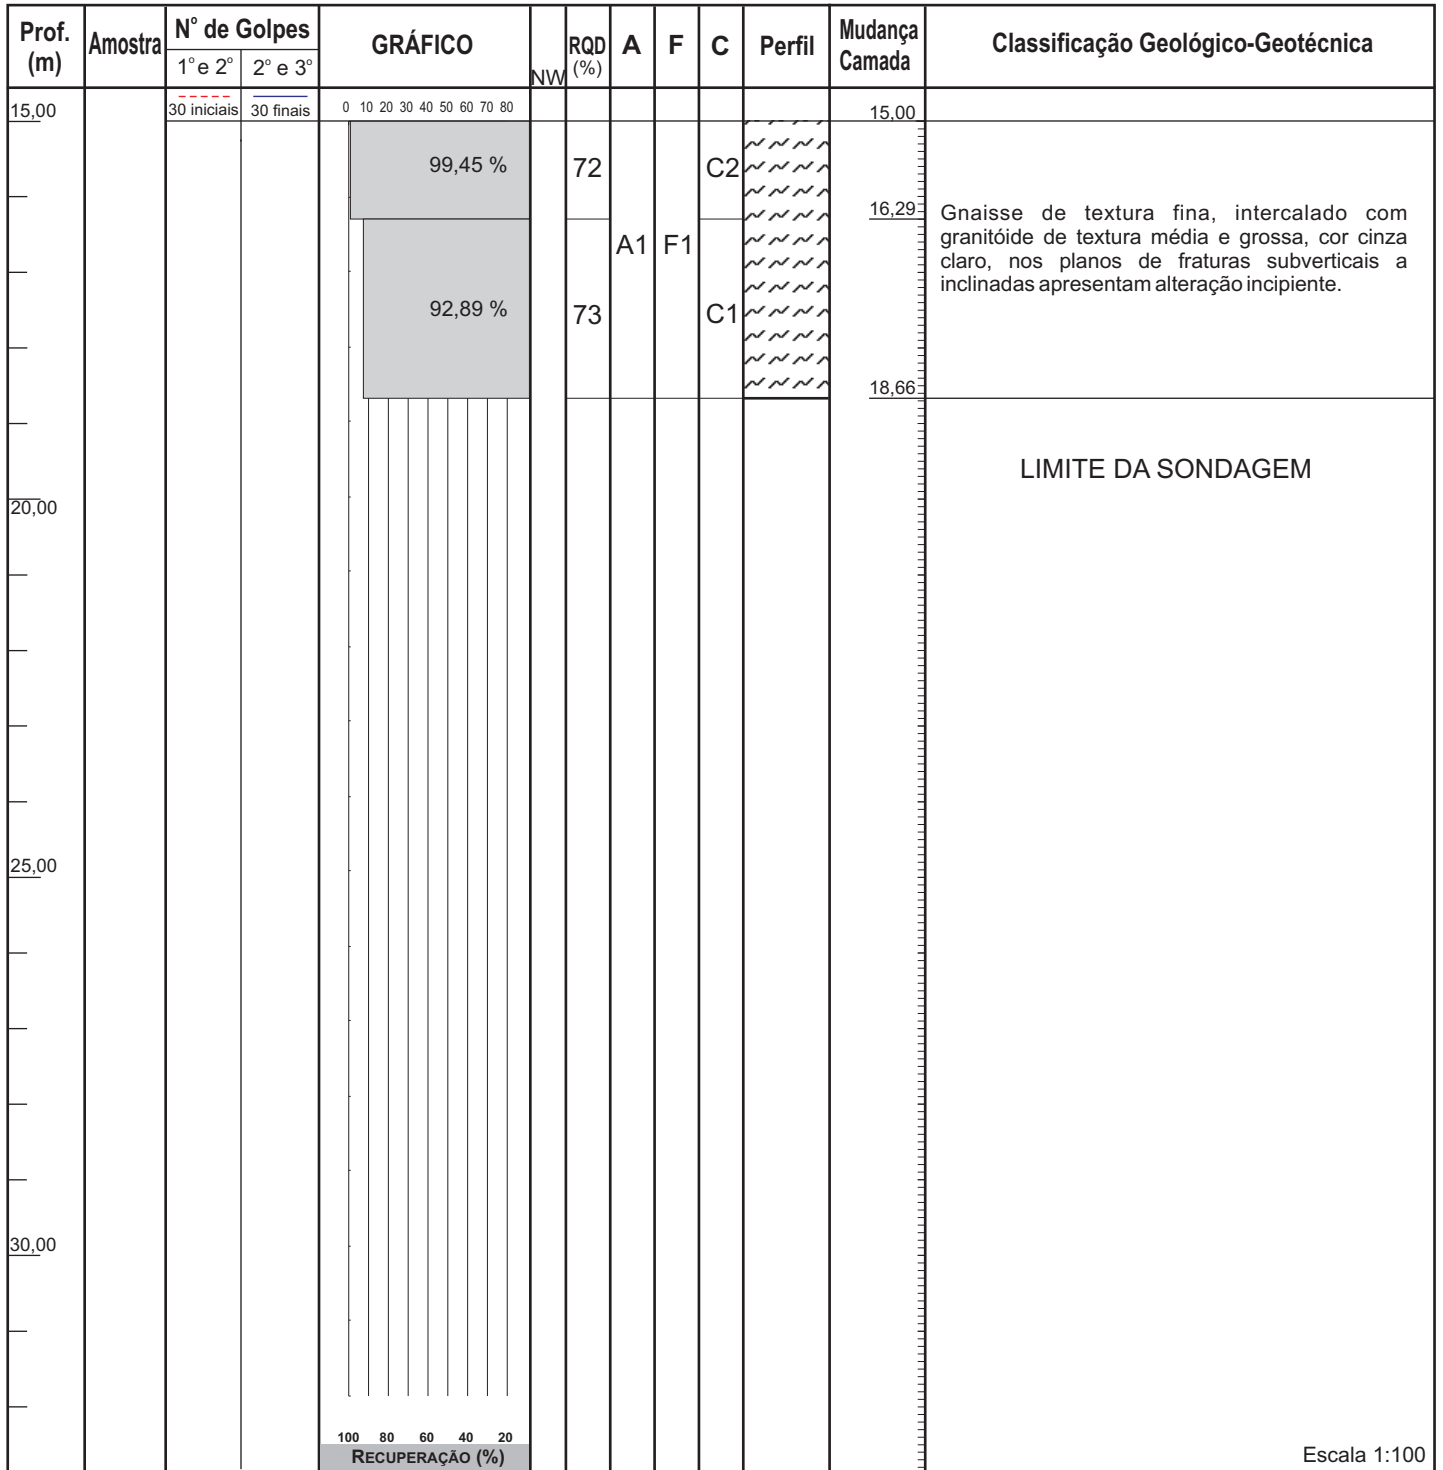 Prof. (m) Amostra N° de Golpes GRÁFICO NW RQD (%) A F C Perfil Mudança Camada Classificação Geológico-Geotécnica
1° e 2° 2° e 3°
15,00 30 iniciais 30 finais 0 10 20 30 40 50 60 70 80 15,00
99,45 % 72 C2
16,29
A1 F1
Gnaisse de textura fina, intercalado com
granitóide de textura média e grossa, cor cinza
claro, nos planos de fraturas subverticais a
inclinadas apresentam alteração incipiente.
92,89 % 73 C1
18,66
LIMITE DA SONDAGEM
20,00
25,00
30,00
100 80 60 40 20
RECUPERAÇÃO (%)
Escala 1:100